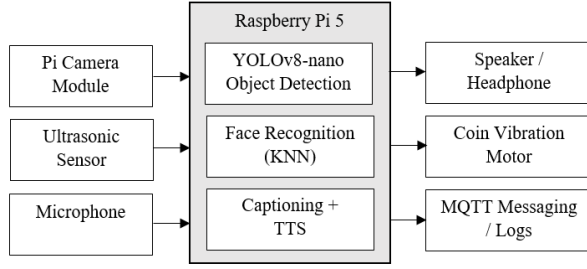 Raspberry Pi 5
Pi Camera
Module
YOLOv8-nano
Object Detection
Speaker /
Headphone
Ultrasonic
Sensor
Face Recognition
(KNN)
Coin Vibration
Motor
Microphone
Captioning +
TTS
MQTT Messaging
/ Logs